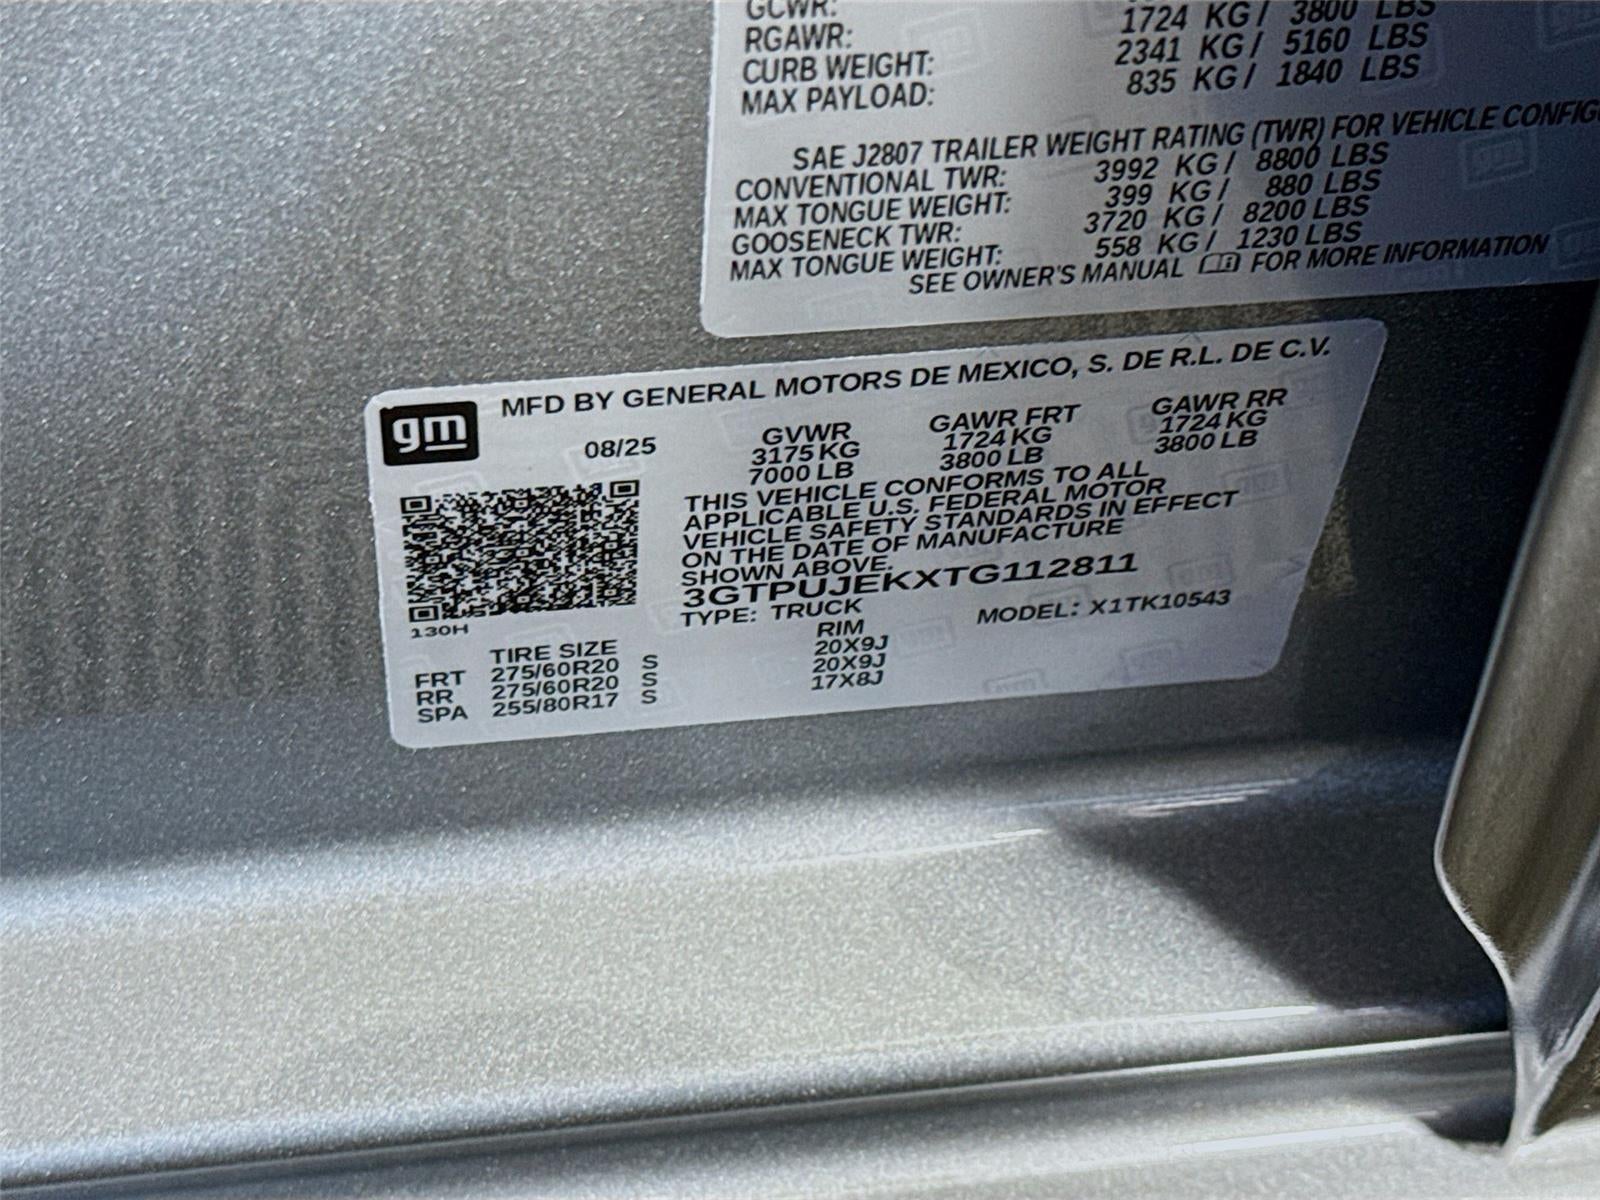 GCWR:
RGAWR: 1724 KG / 3800 LBS
CURB WEIGHT: 2341 KG / 5160 LBS
MAX PAYLOAD: 835 KG / 1840 LBS
SAE J2807 TRAILER WEIGHT RATING (TWR) FOR VEHICLE
CONVENTIONAL TWR: 3992 KG / 8800 LBS
MAX TONGUE WEIGHT: 399 KG / 880 LBS
GOOSENECK TWR: 3720 KG / 8200 LBS
MAX TONGUE WEIGHT: 558 KG / 1230 LBS
SEE OWNER'S MANUAL FOR MORE INFORMATION
gm
MFD BY GENERAL MOTORS DE MEXICO, S. DE R.L. DE C.V.
08/25 GVWR GAWR FRT GAWR RR
3175 KG 1724 KG 1724 KG
7000 LB 3800 LB 3800 LB
THIS VEHICLE CONFORMS TO ALL
APPLICABLE U.S. FEDERAL MOTOR
VEHICLE SAFETY STANDARDS IN EFFECT
ON THE DATE OF MANUFACTURE
SHOWN ABOVE.
3GTPUJEKXTG112811
TYPE: TRUCK MODEL: X1TK10543
130H
TIRE SIZE RIM
FRT 275/60R20 S 20X9J
RR 275/60R20 S 20X9J
SPA 255/80R17 S 17X8J